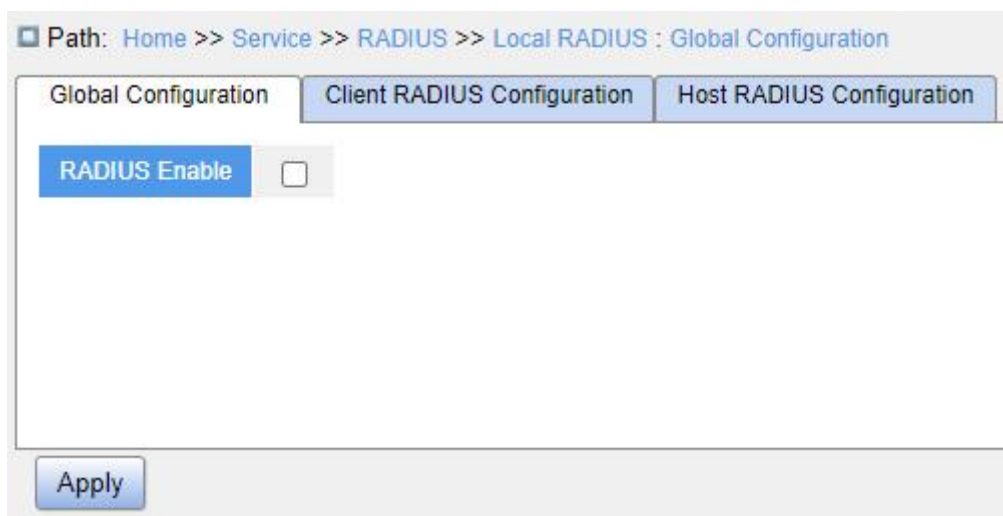 Path: Home >> Service >> RADIUS >> Local RADIUS : Global Configuration
Global Configuration Client RADIUS Configuration Host RADIUS Configuration
RADIUS Enable
Apply